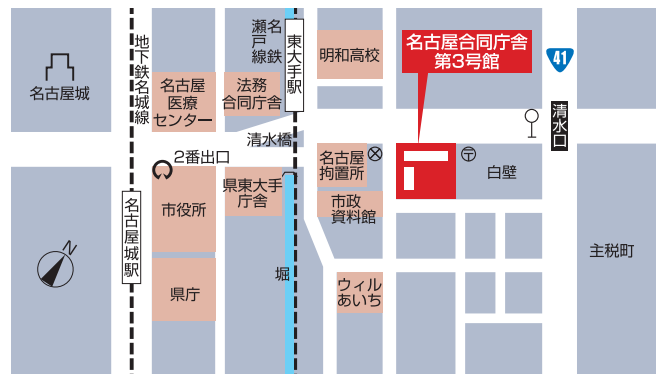 名古屋城
地下鉄名城線
名古屋
医療
センター
法務
合同庁舎
瀬戸線
名鉄
東大手駅
明和高校
名古屋合同庁舎
第3号館
41
清水口
清水橋
2番出口
名古屋
拘置所
白壁
市役所
県東大手
庁舎
市政
資料館
名古屋城駅
N
主税町
堀
県庁
ウィル
あいち